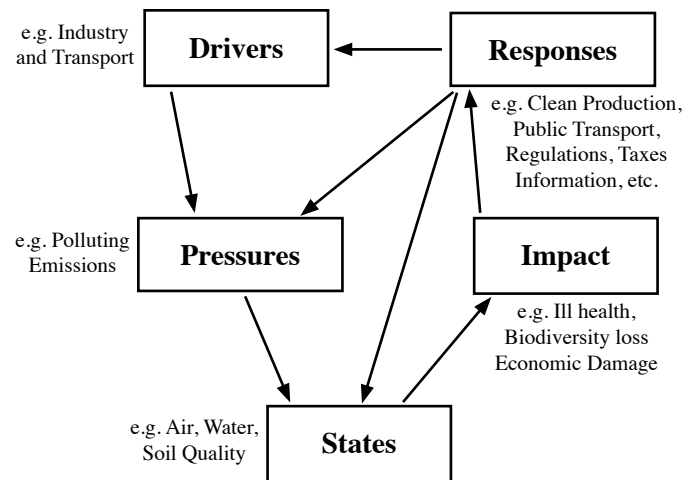 e.g. Industry
and Transport
Drivers
Responses
e.g. Clean Production,
Public Transport,
Regulations, Taxes
Information, etc.
e.g. Polluting
Emissions
Pressures
Impact
e.g. Ill health,
Biodiversity loss
Economic Damage
e.g. Air, Water,
Soil Quality
States